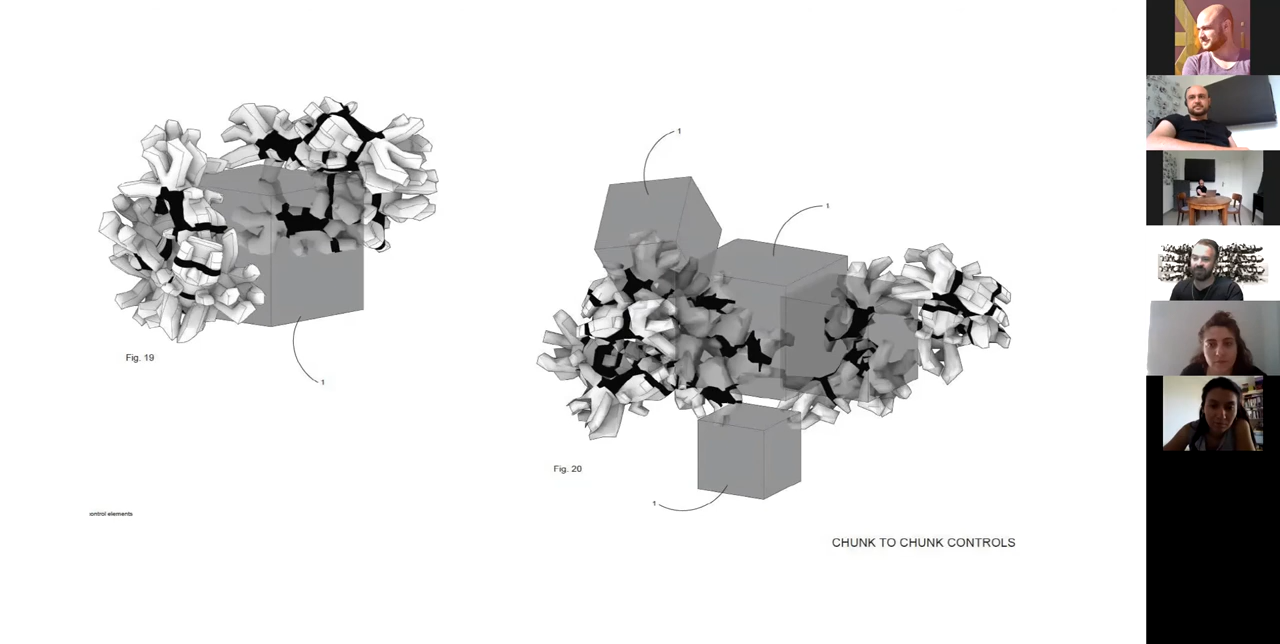 1
1
1
Fig. 19
1
Fig. 20
1
ontrol elements
CHUNK TO CHUNK CONTROLS